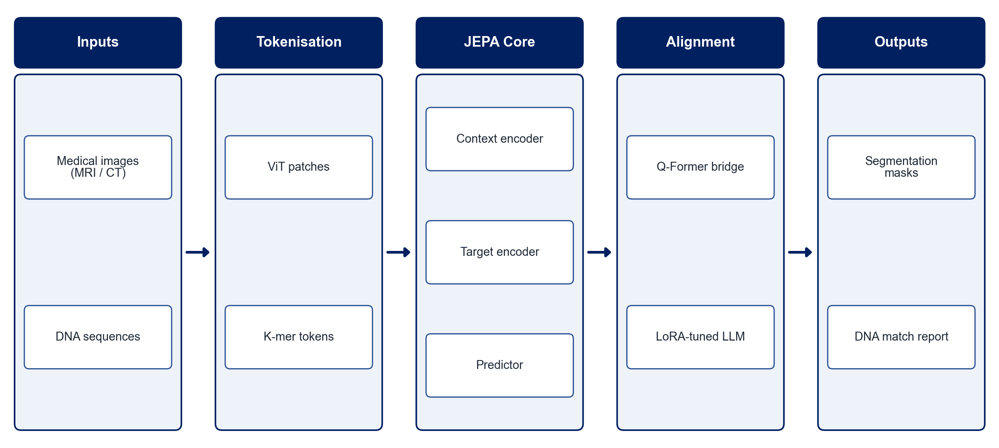 Inputs
Medical images
(MRI / CT)
DNA sequences
Tokenisation
ViT patches
K-mer tokens
JEPA Core
Context encoder
Target encoder
Predictor
Alignment
Q-Former bridge
LoRA-tuned LLM
Outputs
Segmentation
masks
DNA match report